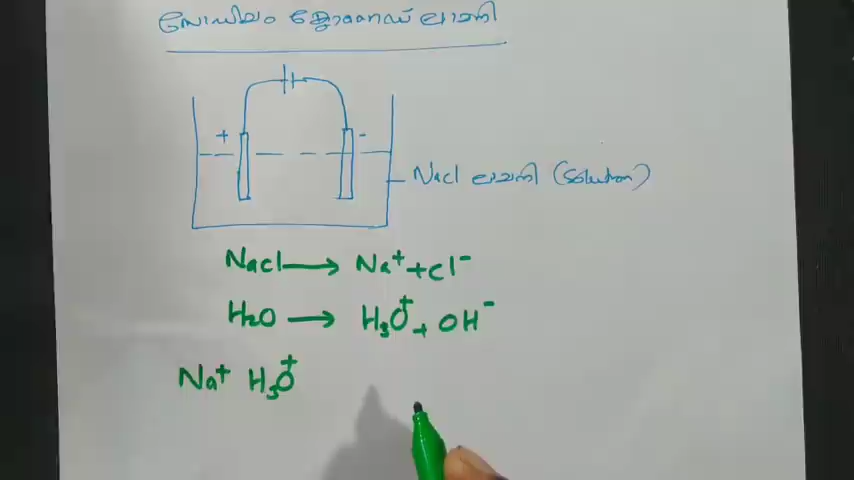 സോഡിയം ക്ലോറൈഡ് ലായനി
+ -
NaCl ലായനി (Solution)
NaCl ⟶ Na⁺ + Cl⁻
H₂O ⟶ H₃O⁺ + OH⁻
Na⁺ H₃O⁺